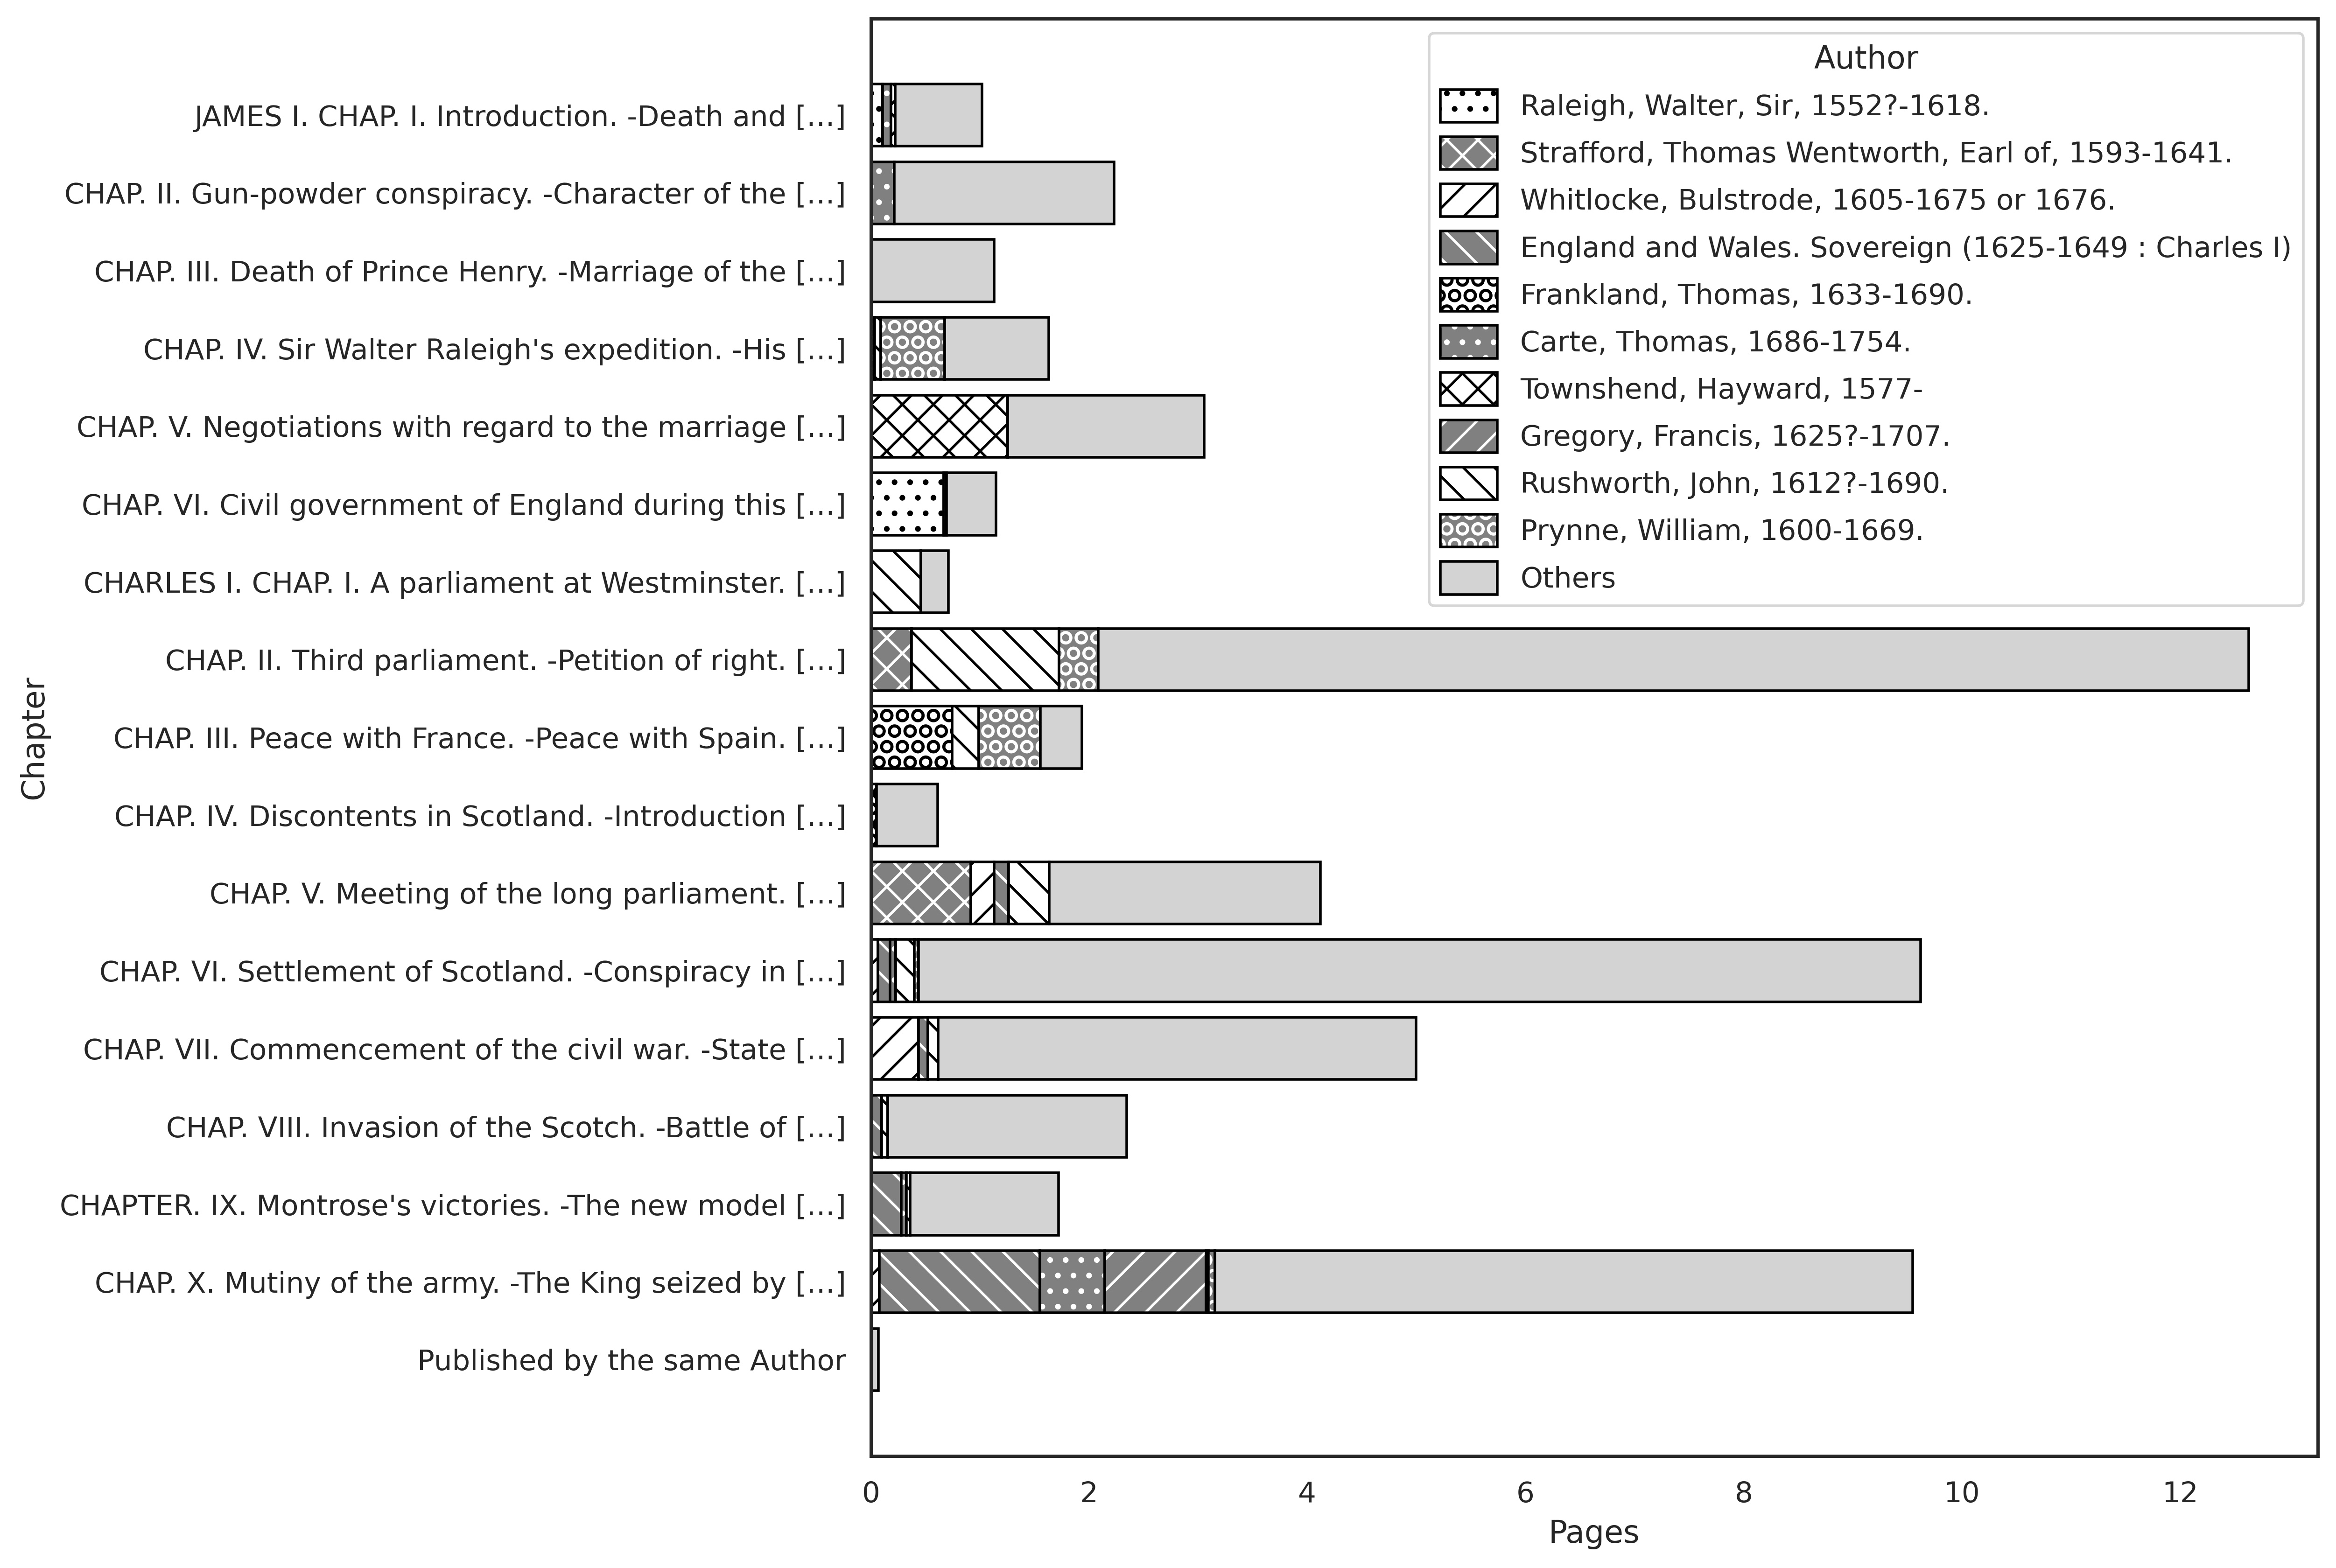 Author
Raleigh, Walter, Sir, 1552?-1618.
Strafford, Thomas Wentworth, Earl of, 1593-1641.
Whitlocke, Bulstrode, 1605-1675 or 1676.
England and Wales. Sovereign (1625-1649 : Charles I)
Frankland, Thomas, 1633-1690.
Carte, Thomas, 1686-1754.
Townshend, Hayward, 1577-
Gregory, Francis, 1625?-1707.
Rushworth, John, 1612?-1690.
Prynne, William, 1600-1669.
Others
Chapter
JAMES I. CHAP. I. Introduction. -Death and [...]
CHAP. II. Gun-powder conspiracy. -Character of the [...]
CHAP. III. Death of Prince Henry. -Marriage of the [...]
CHAP. IV. Sir Walter Raleigh's expedition. -His [...]
CHAP. V. Negotiations with regard to the marriage [...]
CHAP. VI. Civil government of England during this [...]
CHARLES I. CHAP. I. A parliament at Westminster. [...]
CHAP. II. Third parliament. -Petition of right. [...]
CHAP. III. Peace with France. -Peace with Spain. [...]
CHAP. IV. Discontents in Scotland. -Introduction [...]
CHAP. V. Meeting of the long parliament. [...]
CHAP. VI. Settlement of Scotland. -Conspiracy in [...]
CHAP. VII. Commencement of the civil war. -State [...]
CHAP. VIII. Invasion of the Scotch. -Battle of [...]
CHAPTER. IX. Montrose's victories. -The new model [...]
CHAP. X. Mutiny of the army. -The King seized by [...]
Published by the same Author
0 2 4 6 8 10 12
Pages